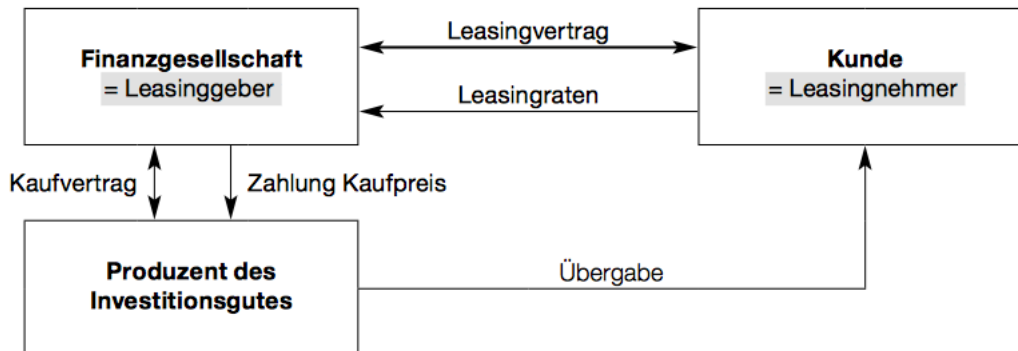 Finanzgesellschaft
= Leasinggeber
Leasingvertrag
Leasingraten
Kunde
= Leasingnehmer
Kaufvertrag
Zahlung Kaufpreis
Produzent des
Investitionsgutes
Übergabe